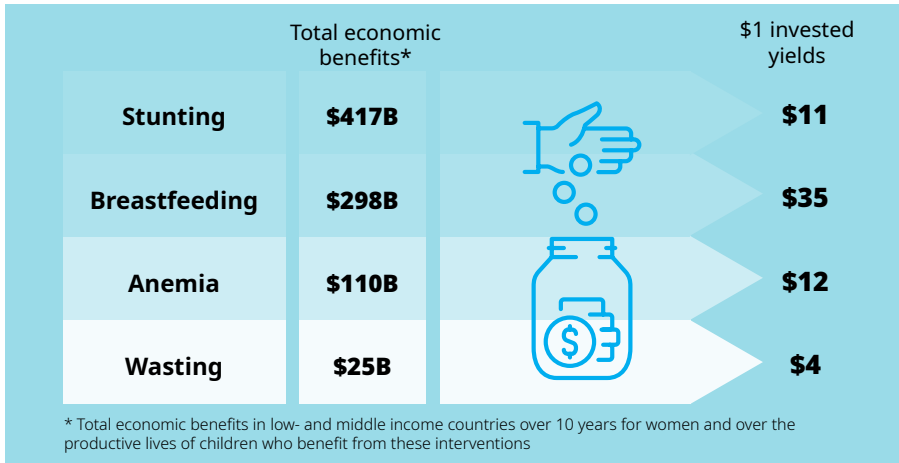 Total economic
benefits*
$1 invested
yields
Stunting
$417B
$11
Breastfeeding
$298B
$35
Anemia
$110B
$12
$
Wasting
$25B
$4
* Total economic benefits in low- and middle income countries over 10 years for women and over the
productive lives of children who benefit from these interventions